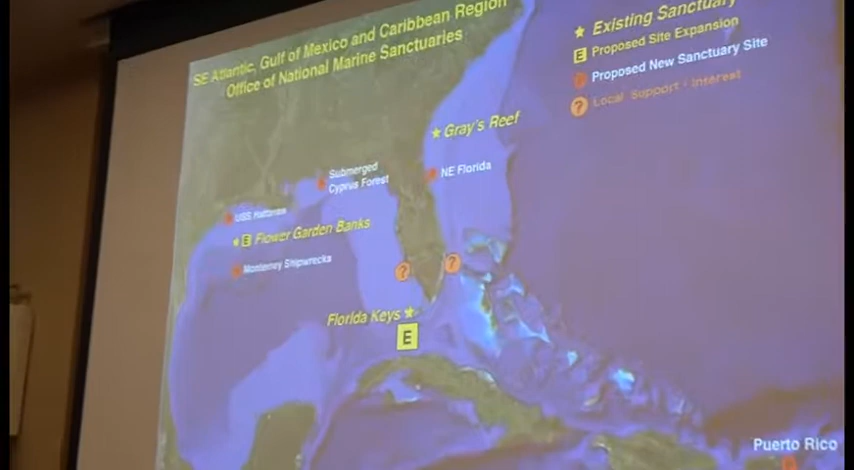 SE Atlantic, Gulf of Mexico and Caribbean Region
Office of National Marine Sanctuaries
Existing Sanctuary
E Proposed Site Expansion
Proposed New Sanctuary Site
? Local Support / Interest
Gray's Reef
NE Florida
Submerged
Cyprus Forest
USS Hatteras
E Flower Garden Banks
Monterrey Shipwrecks
?
?
Florida Keys
E
Puerto Rico